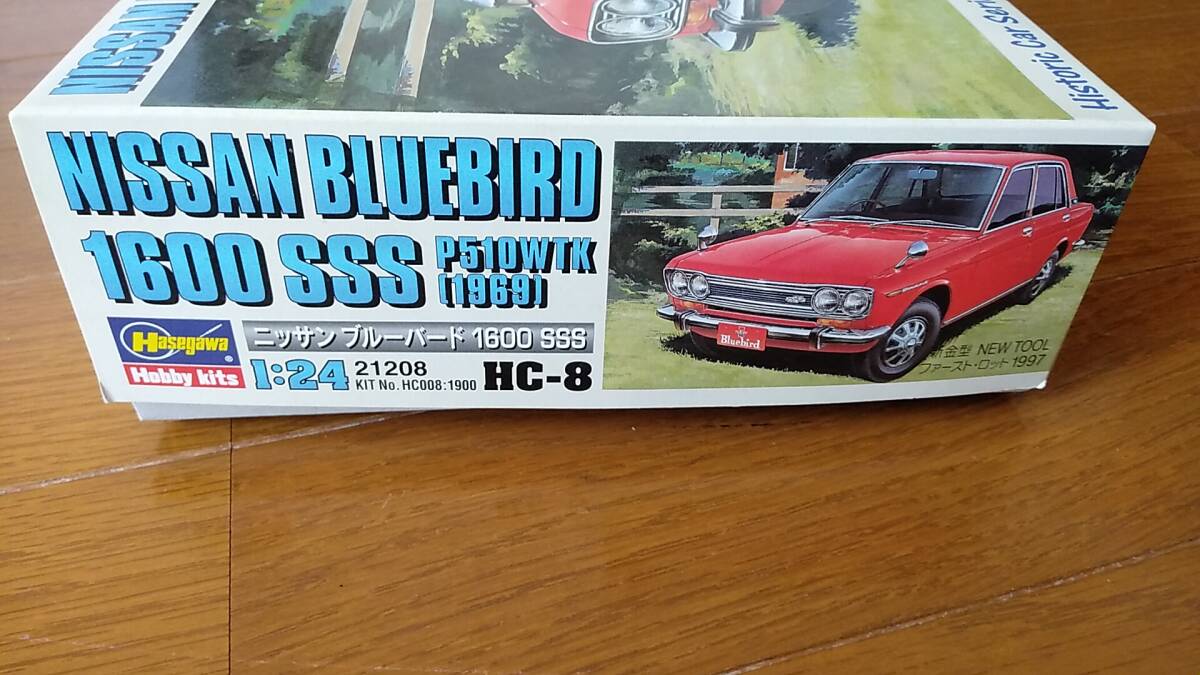 NISSAN
Historic Car Seri
NISSAN BLUEBIRD
1600 SSS P510WTK
(1969)
Hasegawa
Hobby kits
ニッサン ブルーバード 1600 SSS
1:24 21208
KIT No. HC008:1900
HC-8
Bluebird
新金型 NEW TOOL
ファースト・ロット 1997